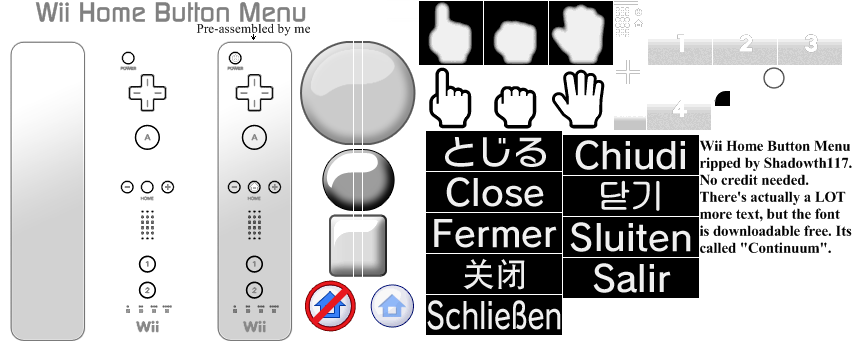 Wii Home Button Menu
Pre-assembled by me
POWER
A
HOME
1
2
Wii
POWER
A
HOME
1
2
Wii
1
2
3
4
とじる
Close
Fermer
关闭
Schließen
Chiudi
닫기
Sluiten
Salir
Wii Home Button Menu
ripped by Shadowth117.
No credit needed.
There's actually a LOT
more text, but the font
is downloadable free. Its
called "Continuum".